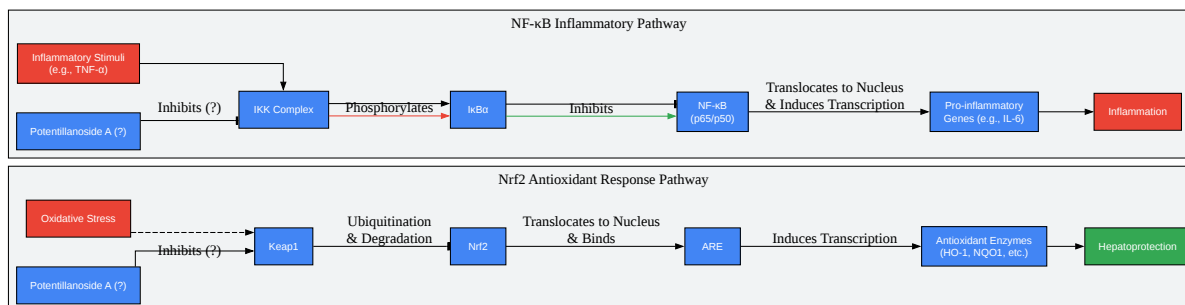 NF-κB Inflammatory Pathway
Inflammatory Stimuli
(e.g., TNF-α)
Potentillanoside A (?)
Inhibits (?)
IKK Complex
Phosphorylates
IκBα
Inhibits
NF-κB
(p65/p50)
Translocates to Nucleus
& Induces Transcription
Pro-inflammatory
Genes (e.g., IL-6)
Inflammation
Nrf2 Antioxidant Response Pathway
Oxidative Stress
Potentillanoside A (?)
Inhibits (?)
Keap1
Ubiquitination
& Degradation
Nrf2
Translocates to Nucleus
& Binds
ARE
Induces Transcription
Antioxidant Enzymes
(HO-1, NQO1, etc.)
Hepatoprotection